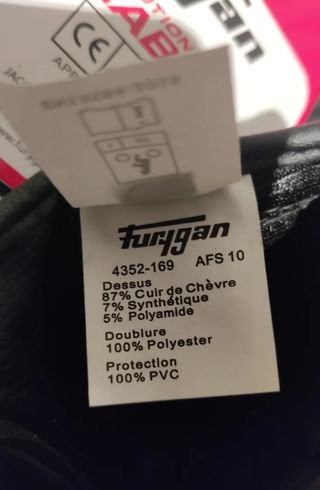 CE
furygan
4352-169 AFS 10
Dessus
87% Cuir de Chèvre
7% Synthétique
5% Polyamide
Doublure
100% Polyester
Protection
100% PVC